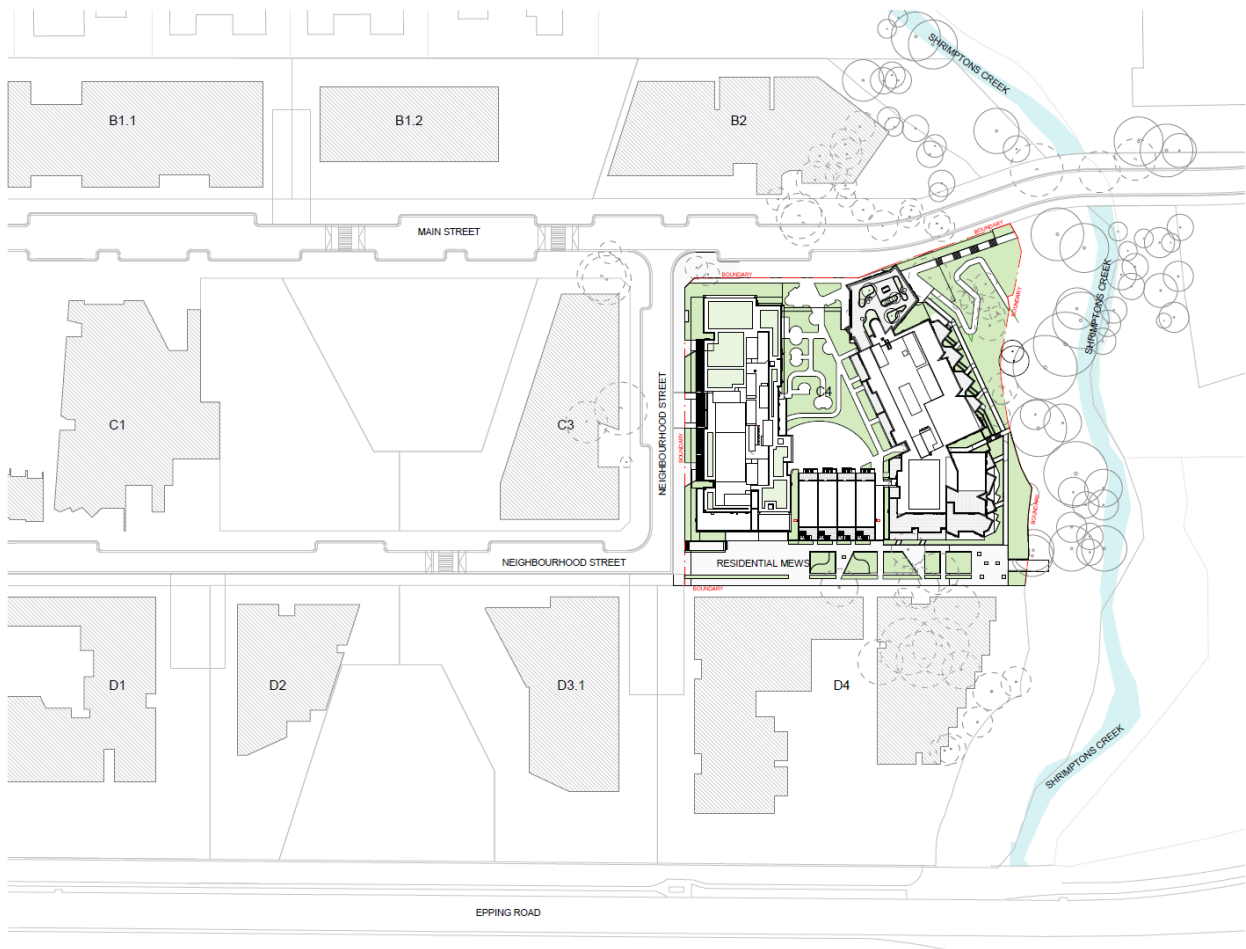 SHRIMPTONS CREEK
B1.1
B1.2
B2
MAIN STREET
BOUNDARY
BOUNDARY
BOUNDARY
SHRIMPTONS CREEK
NEIGHBOURHOOD STREET
C1
C3
C4
BOUNDARY
BOUNDARY
NEIGHBOURHOOD STREET
RESIDENTIAL MEWS
BOUNDARY
D1
D2
D3.1
D4
SHRIMPTONS CREEK
EPPING ROAD